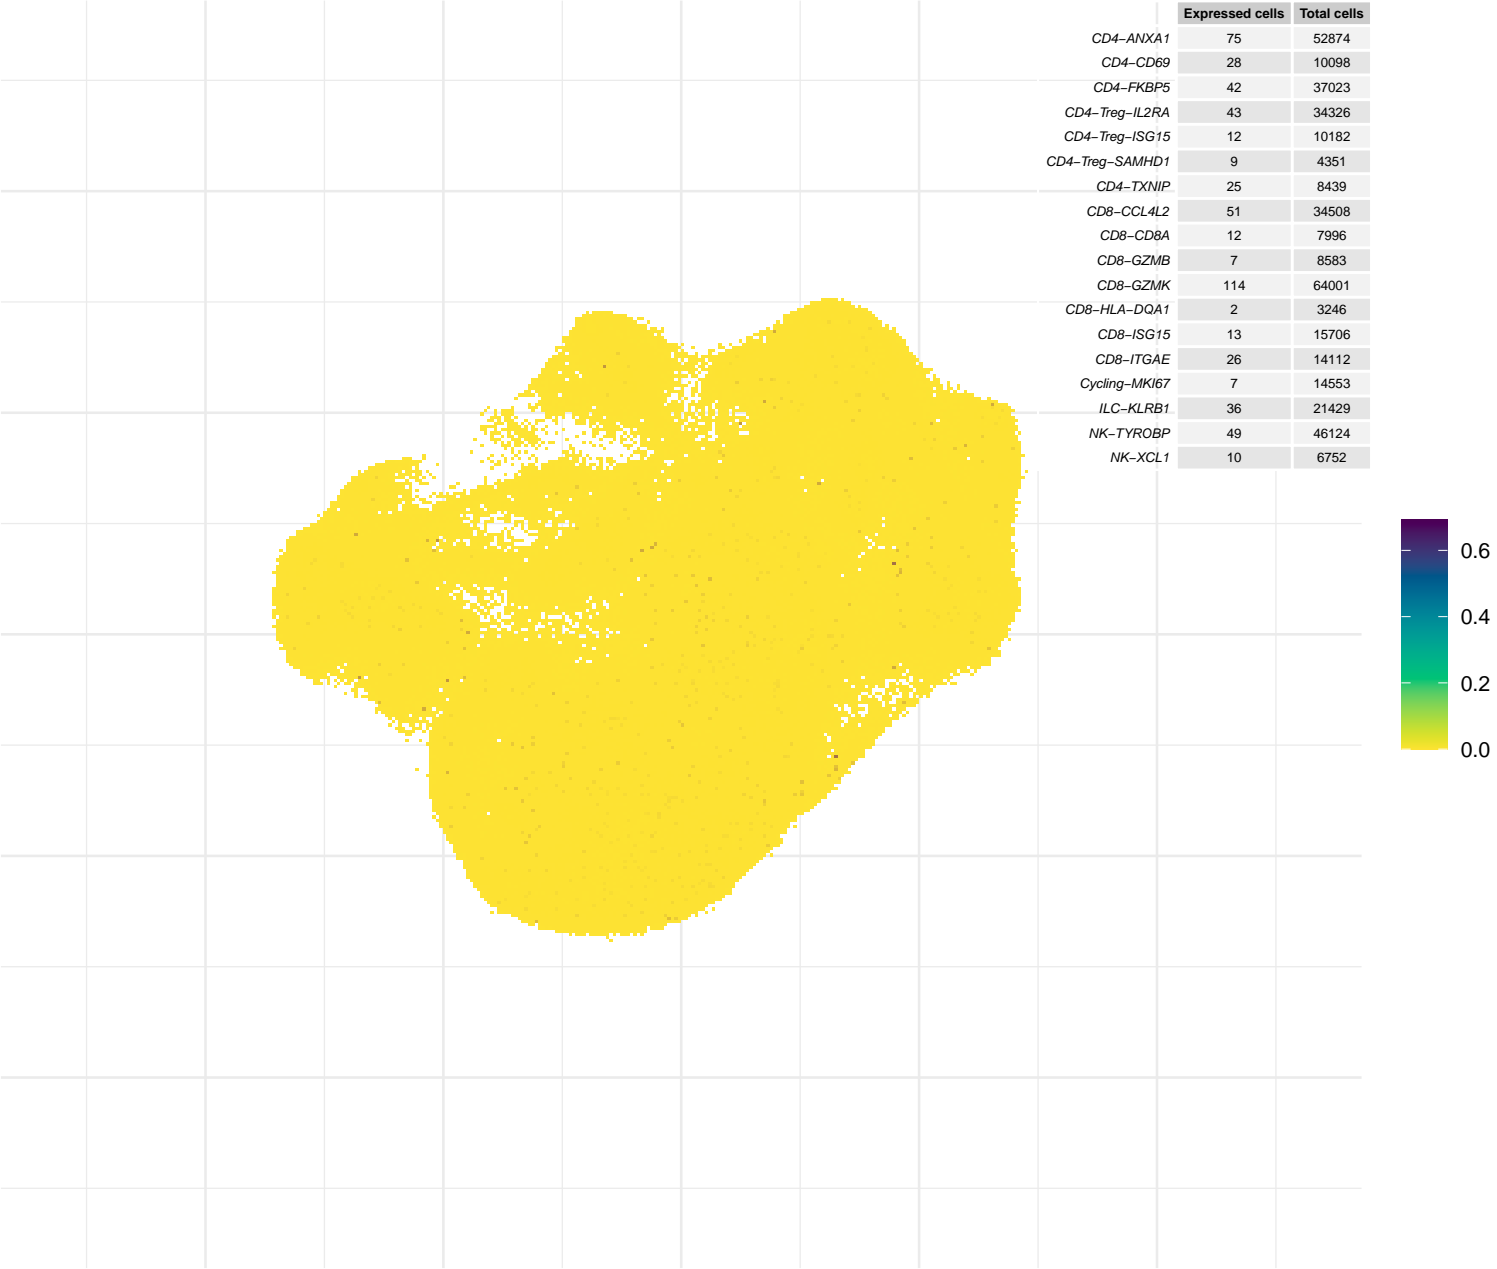 Expressed cells Total cells
CD4−ANXA1 75 52874
CD4−CD69 28 10098
CD4−FKBP5 42 37023
CD4−Treg−IL2RA 43 34326
CD4−Treg−ISG15 12 10182
CD4−Treg−SAMHD1 9 4351
CD4−TXNIP 25 8439
CD8−CCL4L2 51 34508
CD8−CD8A 12 7996
CD8−GZMB 7 8583
CD8−GZMK 114 64001
CD8−HLA−DQA1 2 3246
CD8−ISG15 13 15706
CD8−ITGAE 26 14112
Cycling−MKI67 7 14553
ILC−KLRB1 36 21429
NK−TYROBP 49 46124
NK−XCL1 10 6752
0.6
0.4
0.2
0.0